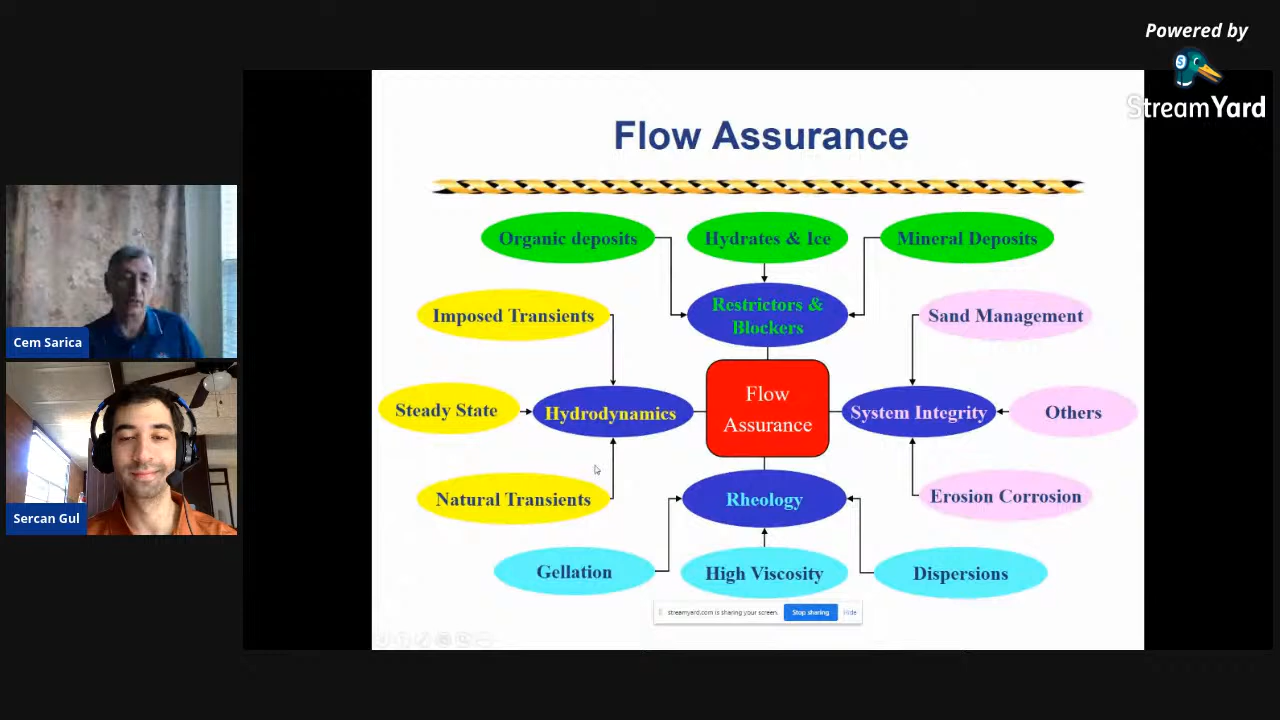 Powered by
StreamYard
Flow Assurance
Organic deposits
Hydrates & Ice
Mineral Deposits
Restrictors &
Blockers
Imposed Transients
Sand Management
Cem Sarica
Flow
Assurance
Steady State
Hydrodynamics
System Integrity
Others
Natural Transients
Rheology
Erosion Corrosion
Sercan Gul
Gellation
High Viscosity
Dispersions
streamyard.com is sharing your screen.
Stop sharing
Hide